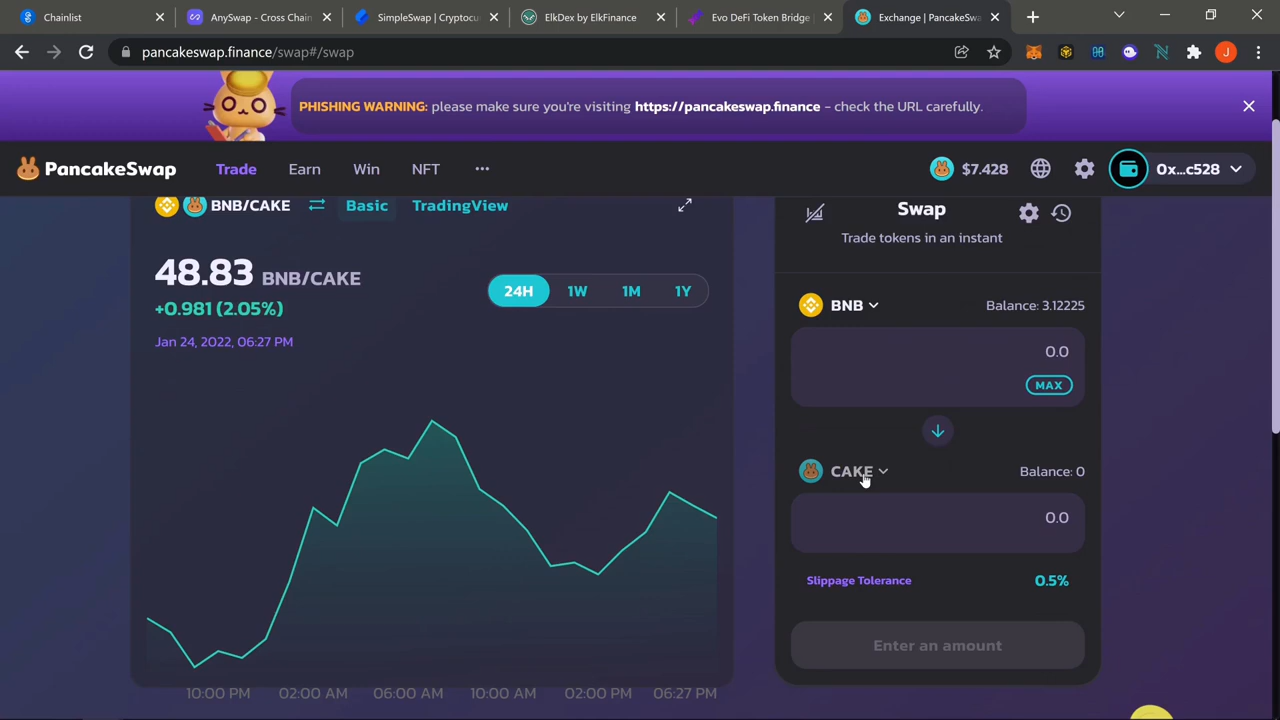 Chainlist
AnySwap - Cross Chain
SimpleSwap | Cryptocu
ElkDex by ElkFinance
Evo DeFi Token Bridge |
Exchange | PancakeSwa
pancakeswap.finance/swap#/swap
J
PHISHING WARNING: please make sure you're visiting https://pancakeswap.finance - check the URL carefully.
PancakeSwap
Trade
Earn
Win
NFT
$7.428
0x...c528
BNB/CAKE
Basic
TradingView
48.83 BNB/CAKE
+0.981 (2.05%)
Jan 24, 2022, 06:27 PM
24H
1W
1M
1Y
10:00 PM
02:00 AM
06:00 AM
10:00 AM
02:00 PM
06:27 PM
Swap
Trade tokens in an instant
BNB
Balance: 3.12225
0.0
MAX
CAKE
Balance: 0
0.0
Slippage Tolerance
0.5%
Enter an amount